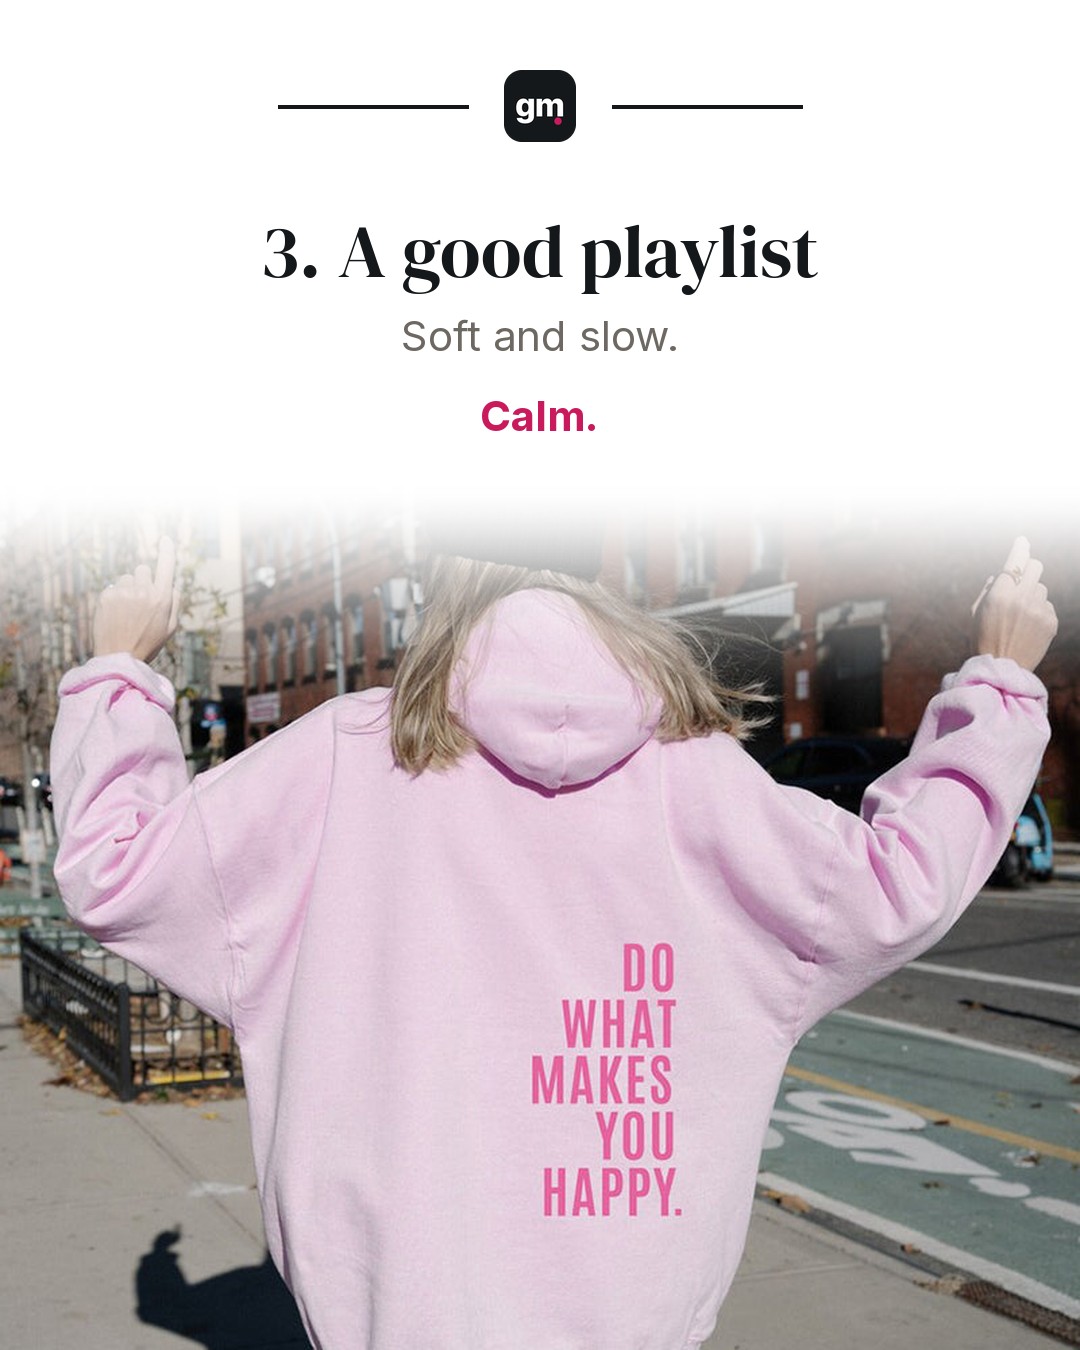 gm.
3. A good playlist
Soft and slow.
Calm.
DO
WHAT
MAKES
YOU
HAPPY.